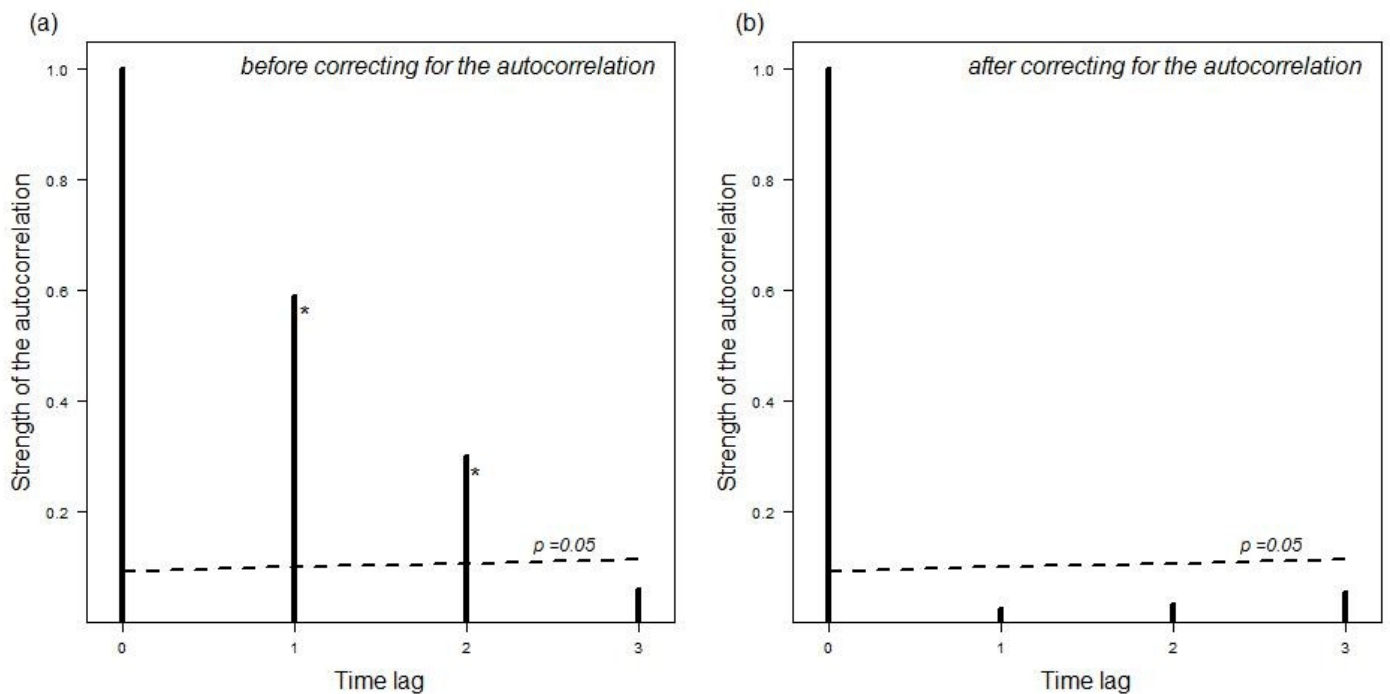 (a)
before correcting for the autocorrelation
Strength of the autocorrelation
1.0
0.8
0.6
0.4
0.2
*
*
p =0.05
0 1 2 3
Time lag
(b)
after correcting for the autocorrelation
Strength of the autocorrelation
1.0
0.8
0.6
0.4
0.2
p =0.05
0 1 2 3
Time lag